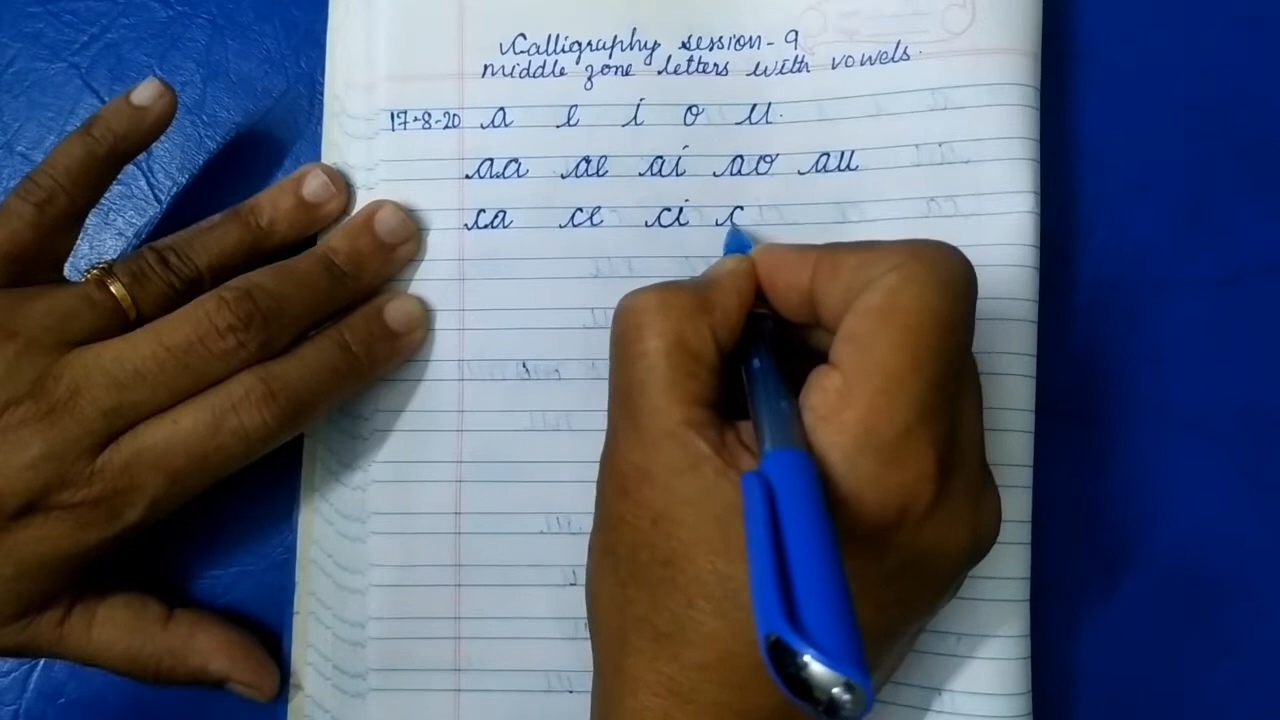 Calligraphy session-9
middle zone letters with vowels.
17-8-20 a e i o u.
aa ae ai ao au
ca ce ci c